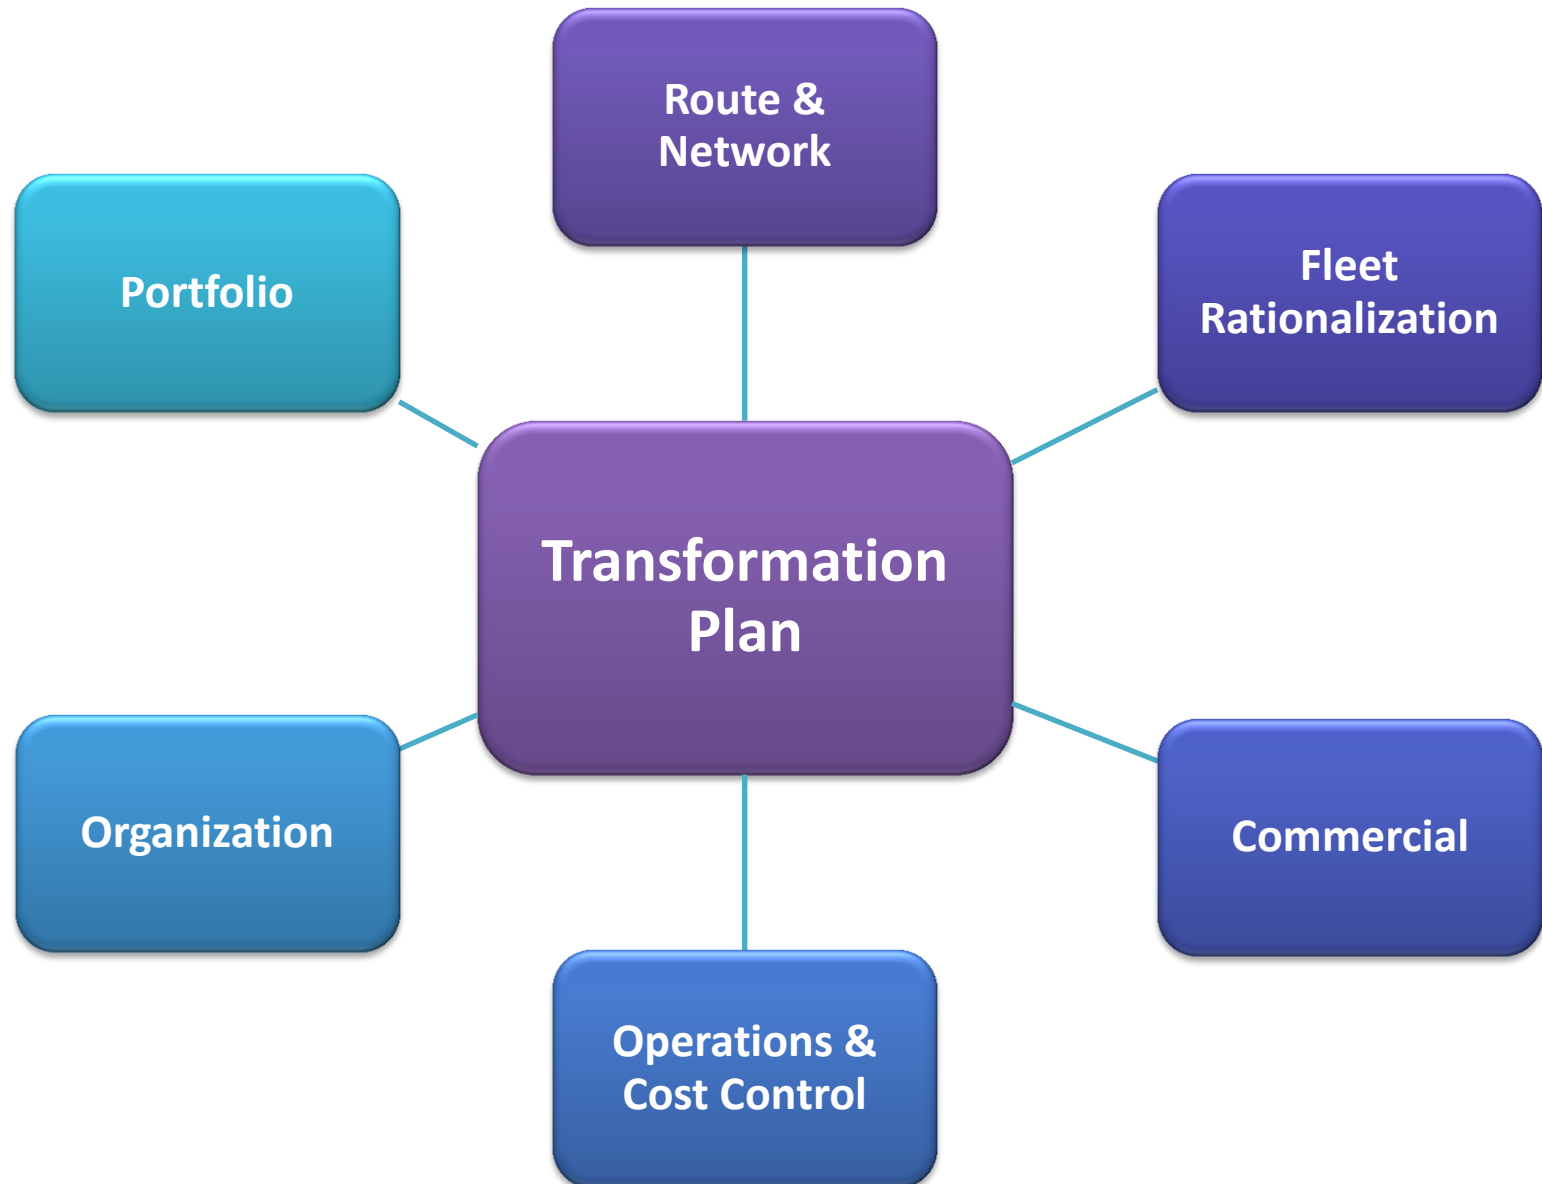 Route &
Network
Portfolio
Fleet
Rationalization
Transformation
Plan
Organization
Commercial
Operations &
Cost Control